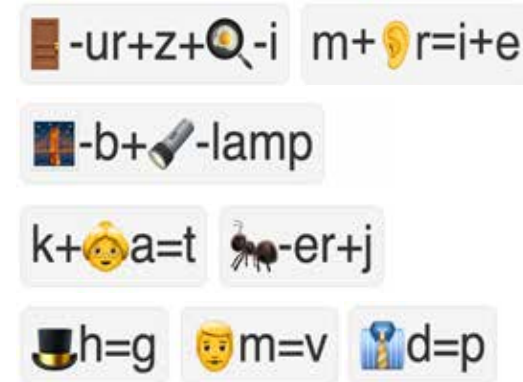 🚪-ur+z+🍳-i m+👂r=i+e
🌉-b+🔦-lamp
k+👵a=t 🐜-er+j
🎩h=g 👨m=v 👔d=p